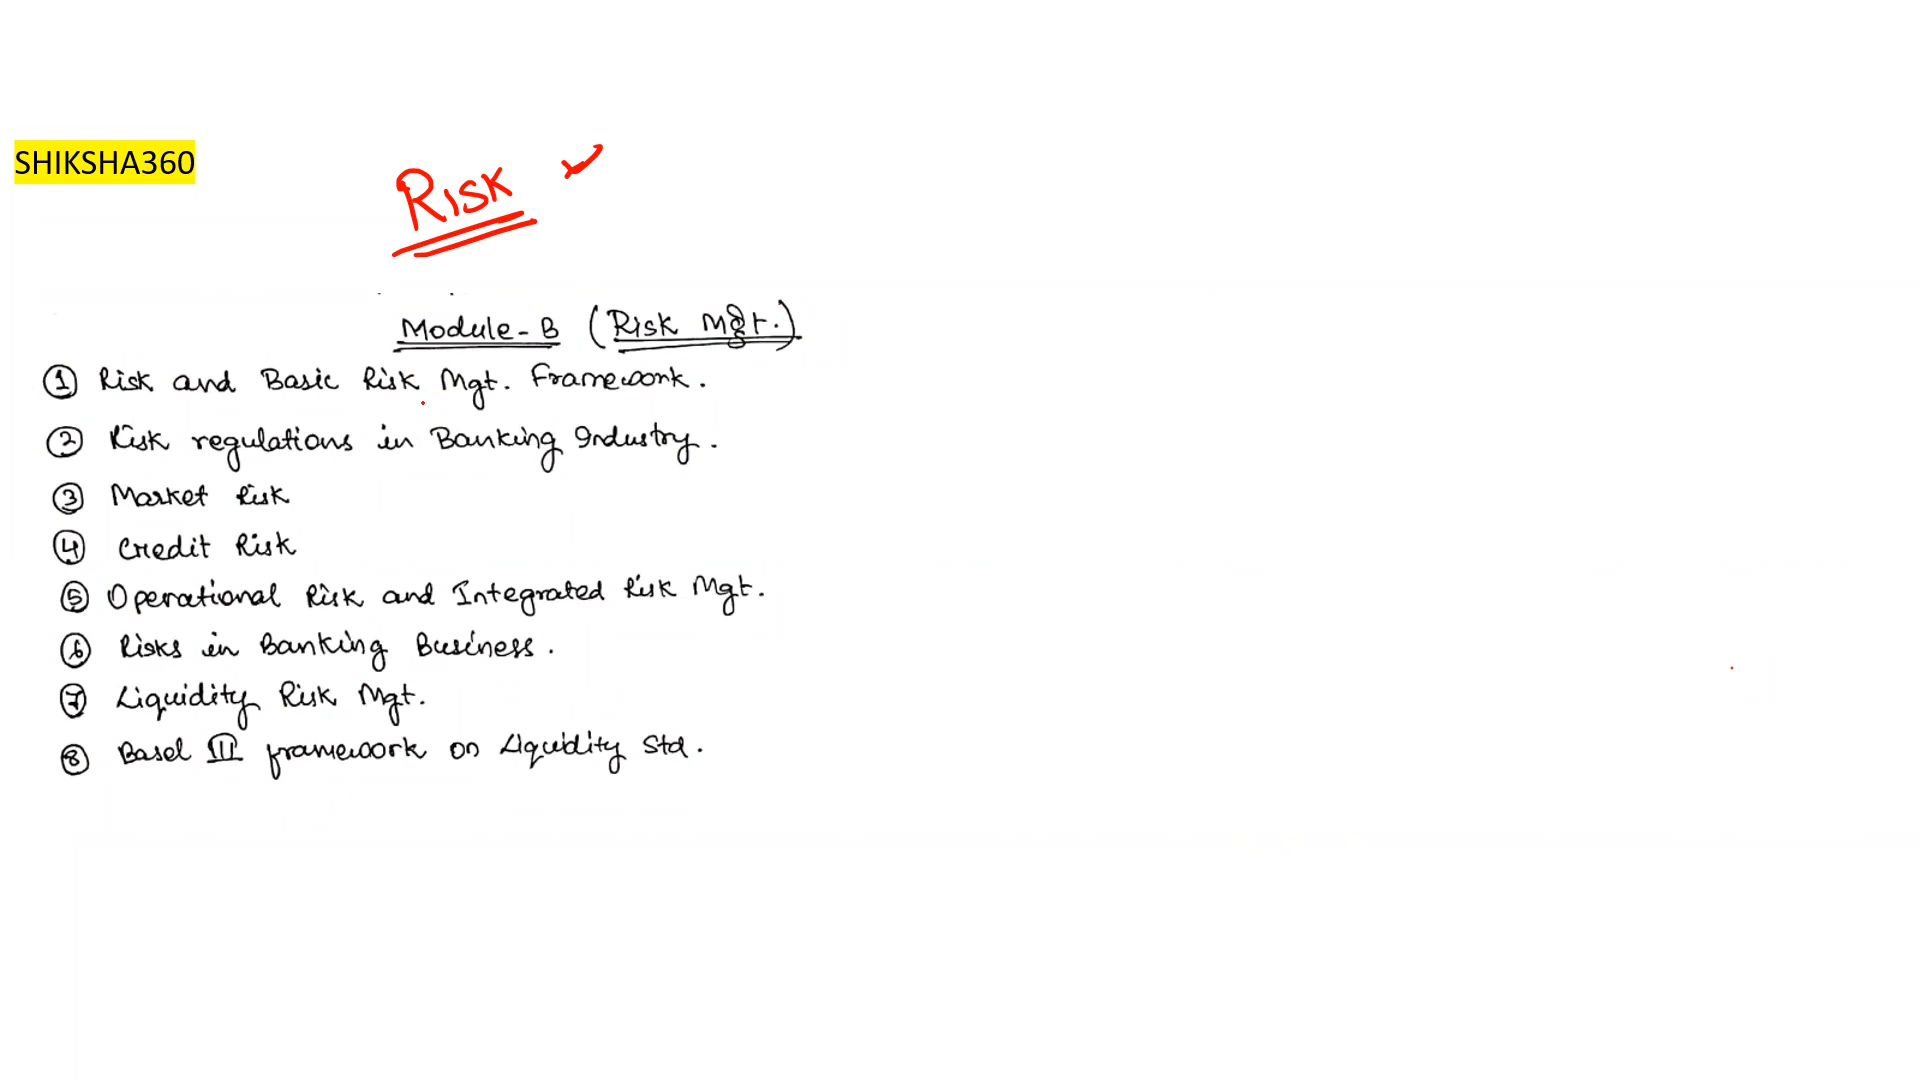 SHIKSHA360
RISK
Module-B (Risk Mgt.)
① Risk and Basic Risk Mgt. Framework.
② Risk regulations in Banking Industry.
③ Market Risk
④ Credit Risk
⑤ Operational Risk and Integrated Risk Mgt.
⑥ Risks in Banking Business.
⑦ Liquidity Risk Mgt.
⑧ Basel III framework on Liquidity Std.